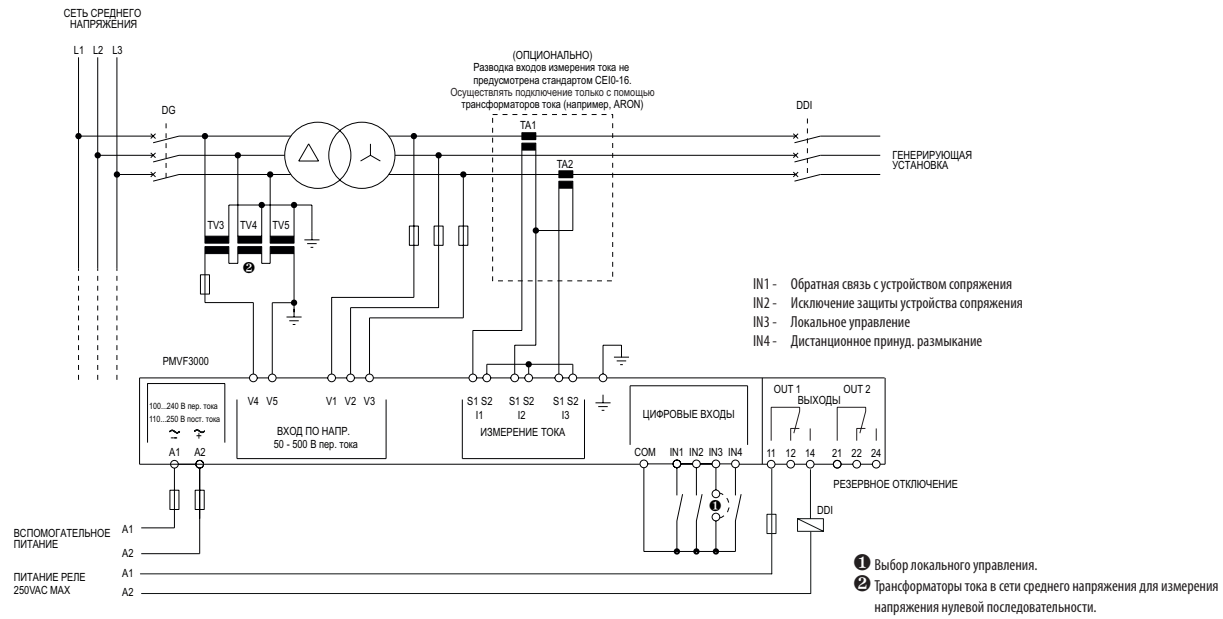 СЕТЬ СРЕДНЕГО
НАПРЯЖЕНИЯ
L1 L2 L3
DG
(ОПЦИОНАЛЬНО)
Разводка входов измерения тока не
предусмотрена стандартом CEI0-16.
Осуществлять подключение только с помощью
трансформаторов тока (например, ARON)
TA1
TA2
DDI
ГЕНЕРИРУЮЩАЯ
УСТАНОВКА
TV3 TV4 TV5
❷
IN1 - Обратная связь с устройством сопряжения
IN2 - Исключение защиты устройства сопряжения
IN3 - Локальное управление
IN4 - Дистанционное принуд. размыкание
PMVF3000
100...240 В пер. тока
110...250 В пост. тока
A1 A2
V4 V5 V1 V2 V3
ВХОД ПО НАПР.
50 - 500 В пер. тока
S1 S2 S1 S2 S1 S2
I1 I2 I3
ИЗМЕРЕНИЕ ТОКА
ЦИФРОВЫЕ ВХОДЫ
COM IN1 IN2 IN3 IN4
OUT 1 OUT 2
ВЫХОДЫ
11 12 14 21 22 24
РЕЗЕРВНОЕ ОТКЛЮЧЕНИЕ
❶
DDI
ВСПОМОГАТЕЛЬНОЕ
ПИТАНИЕ
A1
A2
ПИТАНИЕ РЕЛЕ
250VAC MAX
A1
A2
❶ Выбор локального управления.
❷ Трансформаторы тока в сети среднего напряжения для измерения
напряжения нулевой последовательности.